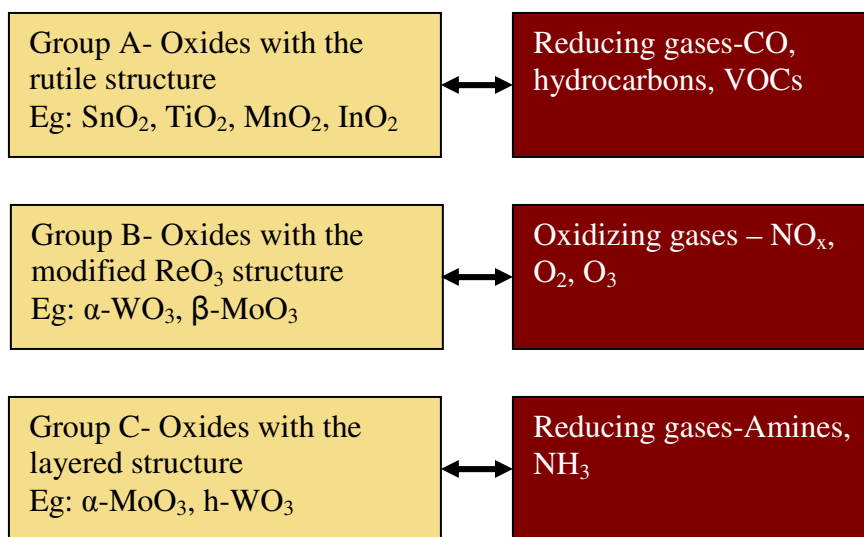 Group A- Oxides with the
rutile structure
Eg: SnO₂, TiO₂, MnO₂, InO₂
Reducing gases-CO,
hydrocarbons, VOCs
Group B- Oxides with the
modified ReO₃ structure
Eg: α-WO₃, β-MoO₃
Oxidizing gases – NOₓ,
O₂, O₃
Group C- Oxides with the
layered structure
Eg: α-MoO₃, h-WO₃
Reducing gases-Amines,
NH₃